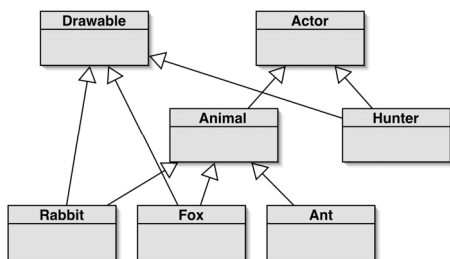 Drawable
Actor
Animal
Hunter
Rabbit
Fox
Ant